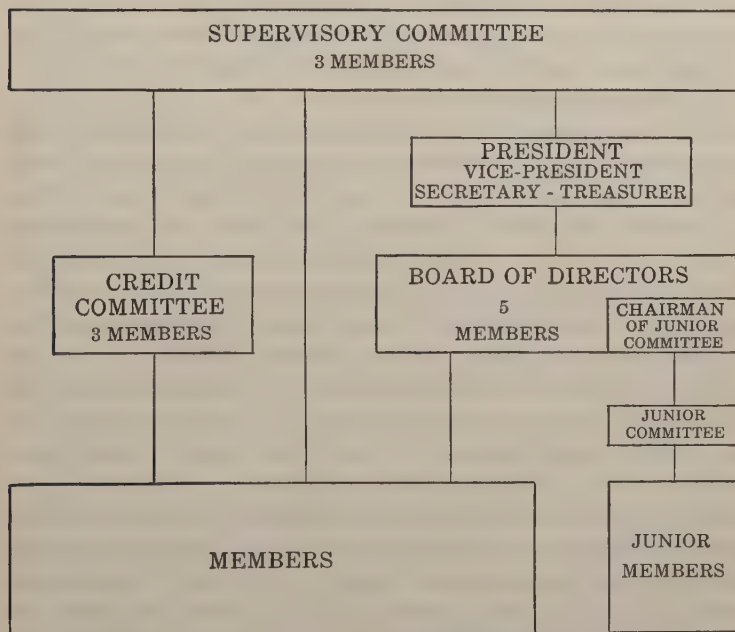 SUPERVISORY COMMITTEE
3 MEMBERS
PRESIDENT
VICE-PRESIDENT
SECRETARY - TREASURER
CREDIT
COMMITTEE
3 MEMBERS
BOARD OF DIRECTORS
5
MEMBERS
CHAIRMAN
OF JUNIOR
COMMITTEE
JUNIOR
COMMITTEE
MEMBERS
JUNIOR
MEMBERS